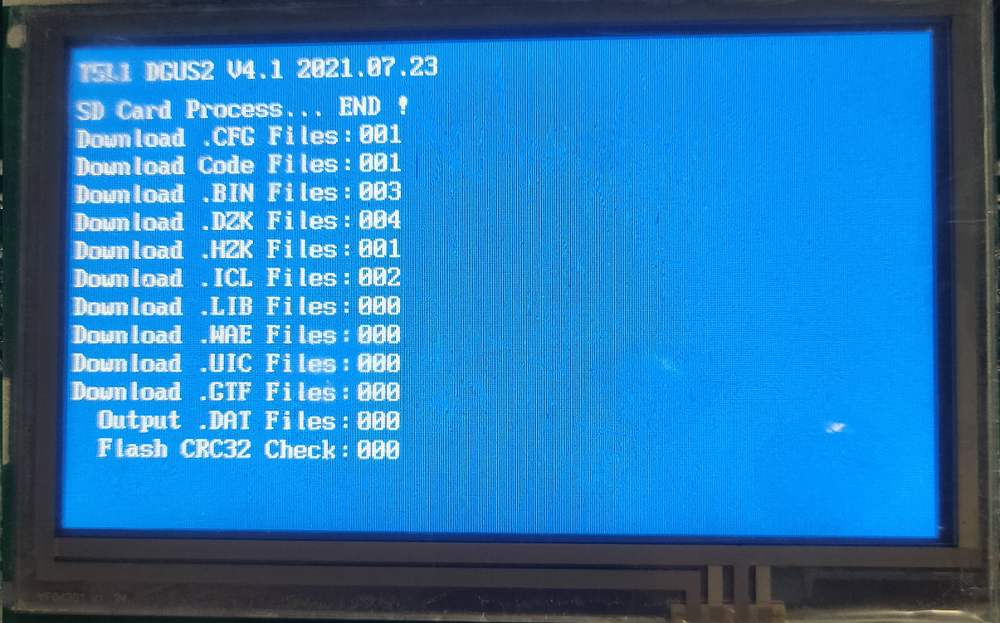 T5L1 DGUS2 V4.1 2021.07.23
SD Card Process... END !
Download .CFG Files:001
Download Code Files:001
Download .BIN Files:003
Download .DZK Files:004
Download .HZK Files:001
Download .ICL Files:002
Download .LIB Files:000
Download .WAE Files:000
Download .UIC Files:000
Download .GTF Files:000
Output .DAT Files:000
Flash CRC32 Check:000